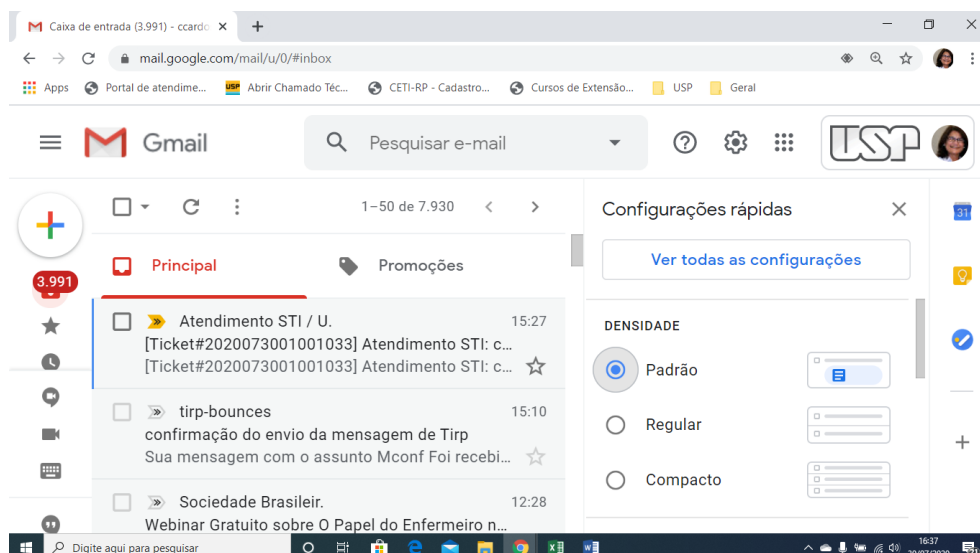 Caixa de entrada (3.991) - ccardo
mail.google.com/mail/u/0/#inbox
Apps Portal de atendime... USP Abrir Chamado Téc... CETI-RP - Cadastro... Cursos de Extensão... USP Geral
Gmail Pesquisar e-mail USP
1–50 de 7.930 Configurações rápidas 31
Ver todas as configurações
Principal Promoções
3.991
Atendimento STI / U. 15:27
[Ticket#2020073001001033] Atendimento STI: c...
[Ticket#2020073001001033] Atendimento STI: c...
DENSIDADE
Padrão
tirp-bounces 15:10
confirmação do envio da mensagem de Tirp
Sua mensagem com o assunto Mconf Foi recebi...
Regular
Compacto
Sociedade Brasileir. 12:28
Webinar Gratuito sobre O Papel do Enfermeiro n...
Digite aqui para pesquisar 16:37